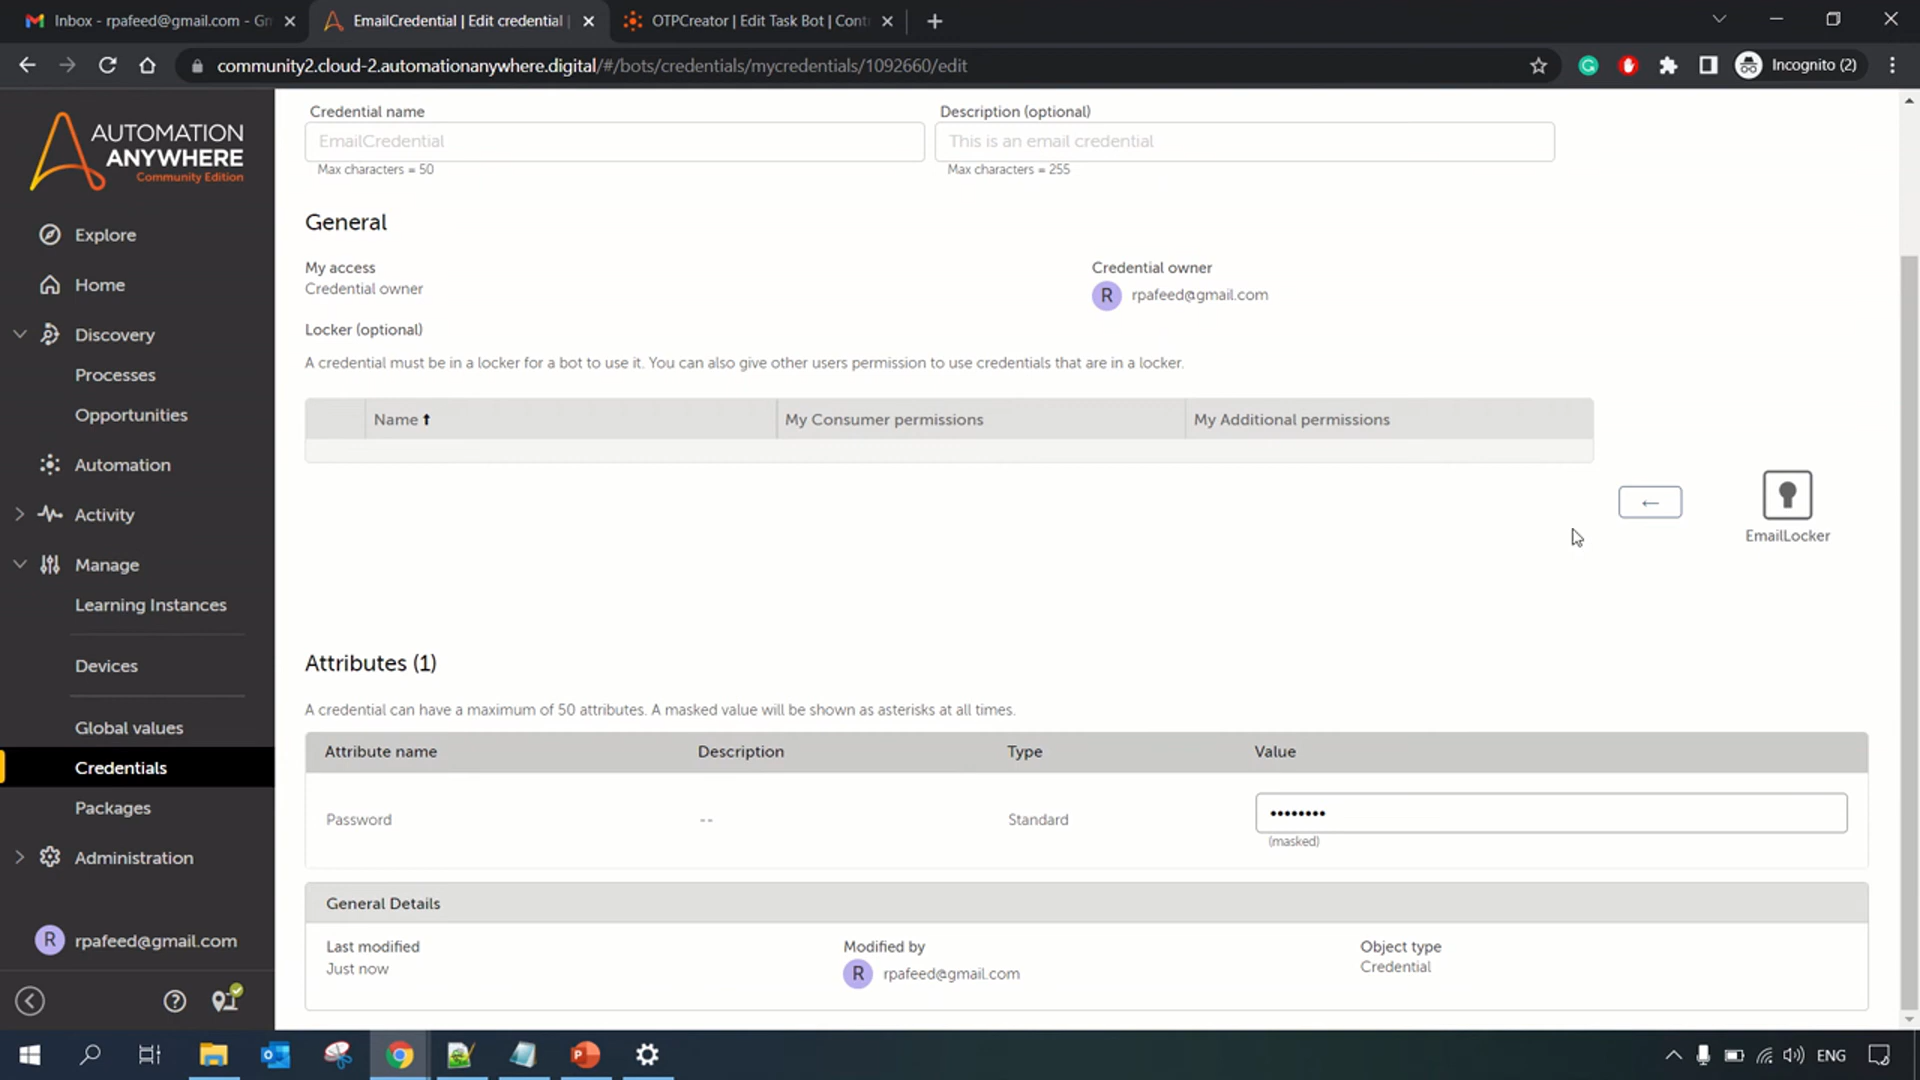 Inbox - rpafeed@gmail.com - Gm
EmailCredential | Edit credential |
OTPCreator | Edit Task Bot | Cont
community2.cloud-2.automationanywhere.digital/#/bots/credentials/mycredentials/1092660/edit
Incognito (2)
AUTOMATION
ANYWHERE
Community Edition
Explore
Home
Discovery
Processes
Opportunities
Automation
Activity
Manage
Learning Instances
Devices
Global values
Credentials
Packages
Administration
R rpafeed@gmail.com
Credential name
EmailCredential
Max characters = 50
Description (optional)
This is an email credential
Max characters = 255
General
My access
Credential owner
Credential owner
R rpafeed@gmail.com
Locker (optional)
A credential must be in a locker for a bot to use it. You can also give other users permission to use credentials that are in a locker.
Name ↑ My Consumer permissions My Additional permissions
←
EmailLocker
Attributes (1)
A credential can have a maximum of 50 attributes. A masked value will be shown as asterisks at all times.
Attribute name Description Type Value
Password -- Standard ••••••••
(masked)
General Details
Last modified
Just now
Modified by
R rpafeed@gmail.com
Object type
Credential
ENG